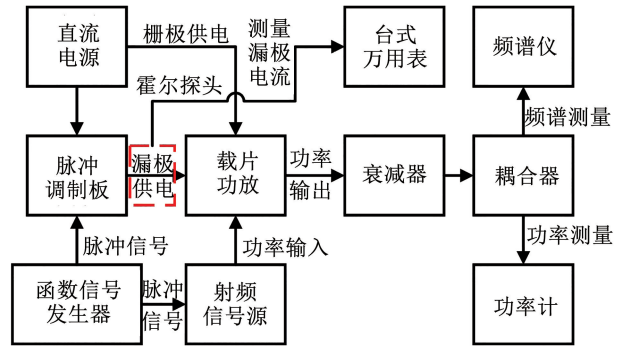 直流
电源
栅极供电
测量
漏极
电流
台式
万用表
频谱仪
霍尔探头
频谱测量
脉冲
调制板
漏极
供电
载片
功放
功率
输出
衰减器
耦合器
脉冲信号
功率输入
功率测量
函数信号
发生器
脉冲
信号
射频
信号源
功率计